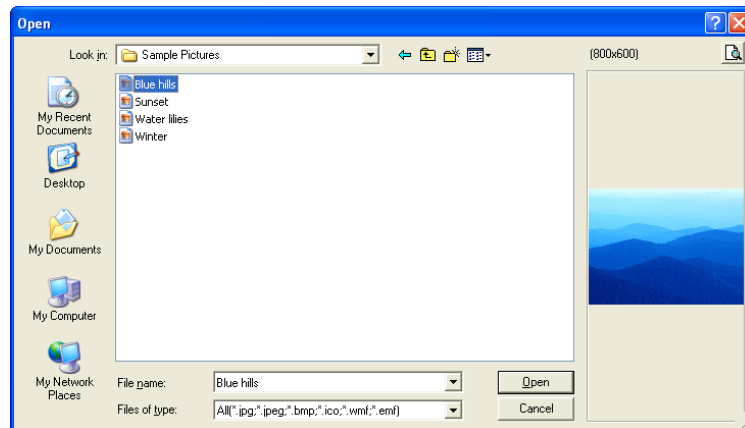 Open
Look in:
Sample Pictures
(800x600)
My Recent
Documents
Desktop
My Documents
My Computer
My Network
Places
Blue hills
Sunset
Water lilies
Winter
File name:
Blue hills
Open
Files of type:
All(*.jpg;*.jpeg;*.bmp;*.ico;*.wmf;*.emf)
Cancel